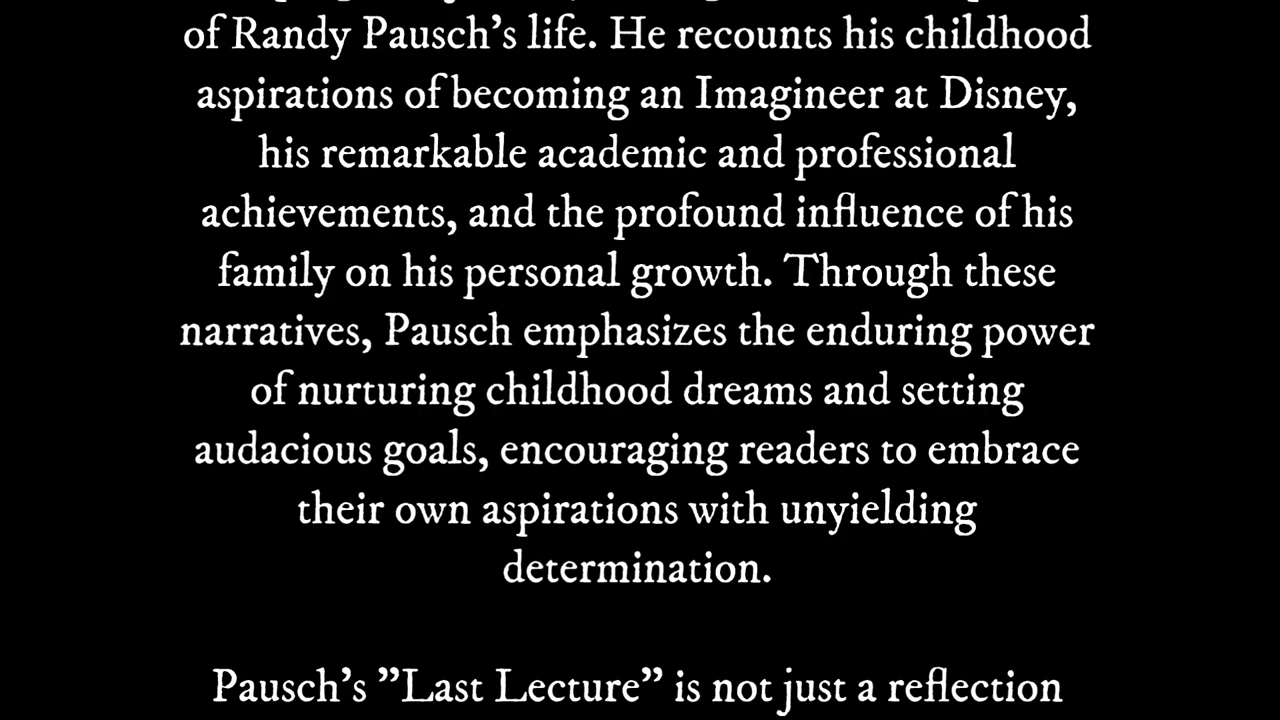 of Randy Pausch's life. He recounts his childhood
aspirations of becoming an Imagineer at Disney,
his remarkable academic and professional
achievements, and the profound influence of his
family on his personal growth. Through these
narratives, Pausch emphasizes the enduring power
of nurturing childhood dreams and setting
audacious goals, encouraging readers to embrace
their own aspirations with unyielding
determination.
Pausch's "Last Lecture" is not just a reflection